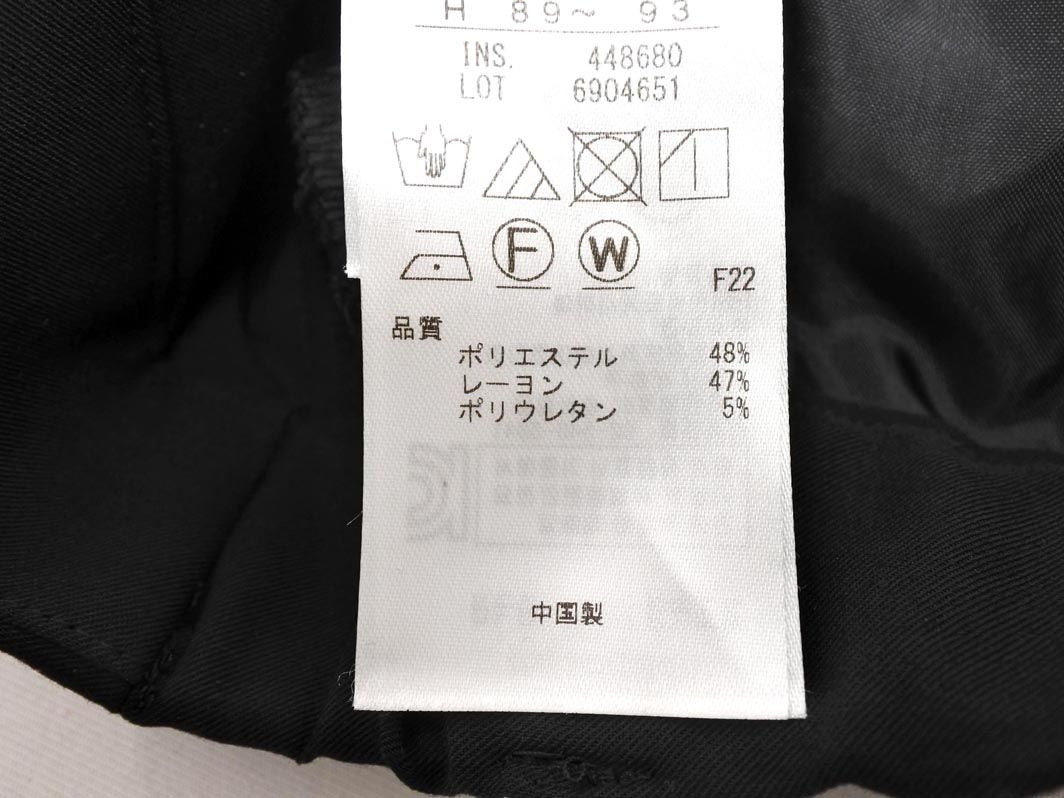 H 89～ 93
INS. 448680
LOT 6904651
F W
F22
品質
ポリエステル 48%
レーヨン 47%
ポリウレタン 5%
中国製